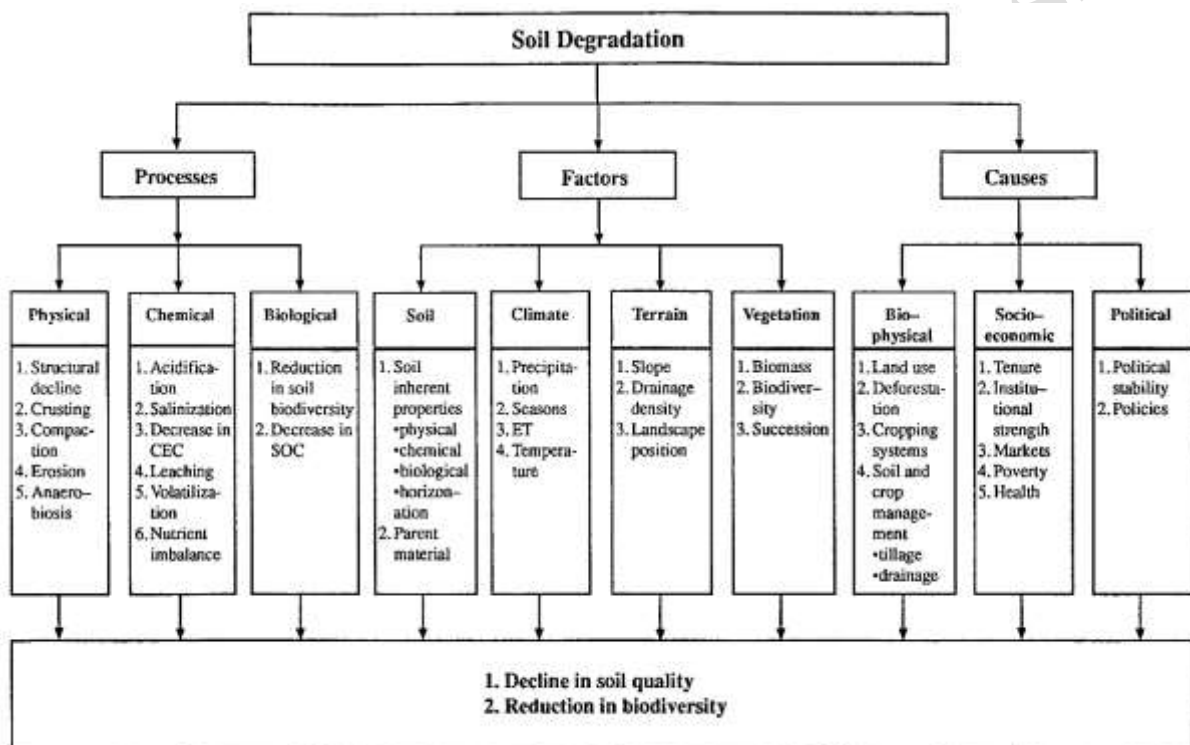 Soil Degradation
Processes
Factors
Causes
Physical
1. Structural
decline
2. Crusting
3. Compac-
tion
4. Erosion
5. Anaero-
biosis
Chemical
1. Acidifica-
tion
2. Salinization
3. Decrease in
CEC
4. Leaching
5. Volatiliza-
tion
6. Nutrient
imbalance
Biological
1. Reduction
in soil
biodiversity
2. Decrease in
SOC
Soil
1. Soil
inherent
properties
•physical
•chemical
•biological
•horizon-
ation
2. Parent
material
Climate
1. Precipita-
tion
2. Seasons
3. ET
4. Tempera-
ture
Terrain
1. Slope
2. Drainage
density
3. Landscape
position
Vegetation
1. Biomass
2. Biodiver-
sity
3. Succession
Bio-
physical
1. Land use
2. Deforesta-
tion
3. Cropping
systems
4. Soil and
crop
manage-
ment
•tillage
•drainage
Socio-
economic
1. Tenure
2. Institu-
tional
strength
3. Markets
4. Poverty
5. Health
Political
1. Political
stability
2. Policies
1. Decline in soil quality
2. Reduction in biodiversity